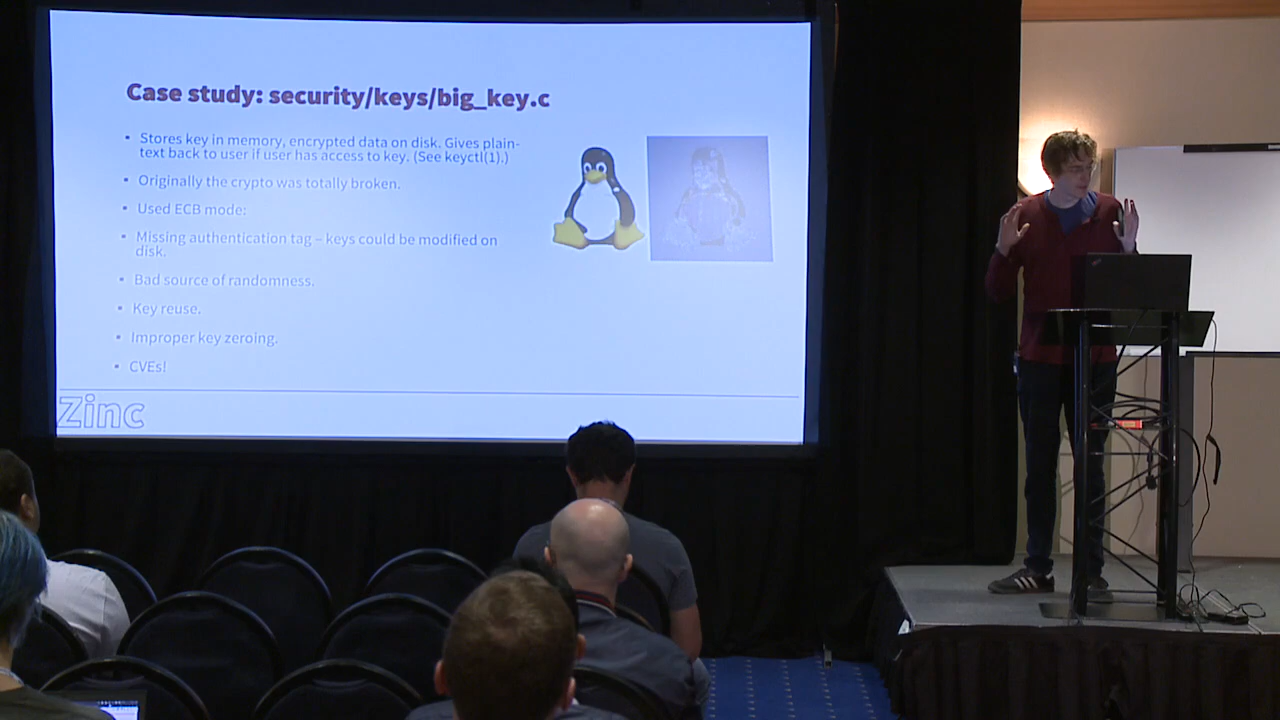 Case study: security/keys/big_key.c
• Stores key in memory, encrypted data on disk. Gives plain-
text back to user if user has access to key. (See keyctl(1).)
• Originally the crypto was totally broken.
• Used ECB mode:
• Missing authentication tag – keys could be modified on
disk.
• Bad source of randomness.
• Key reuse.
• Improper key zeroing.
• CVEs!
Zinc